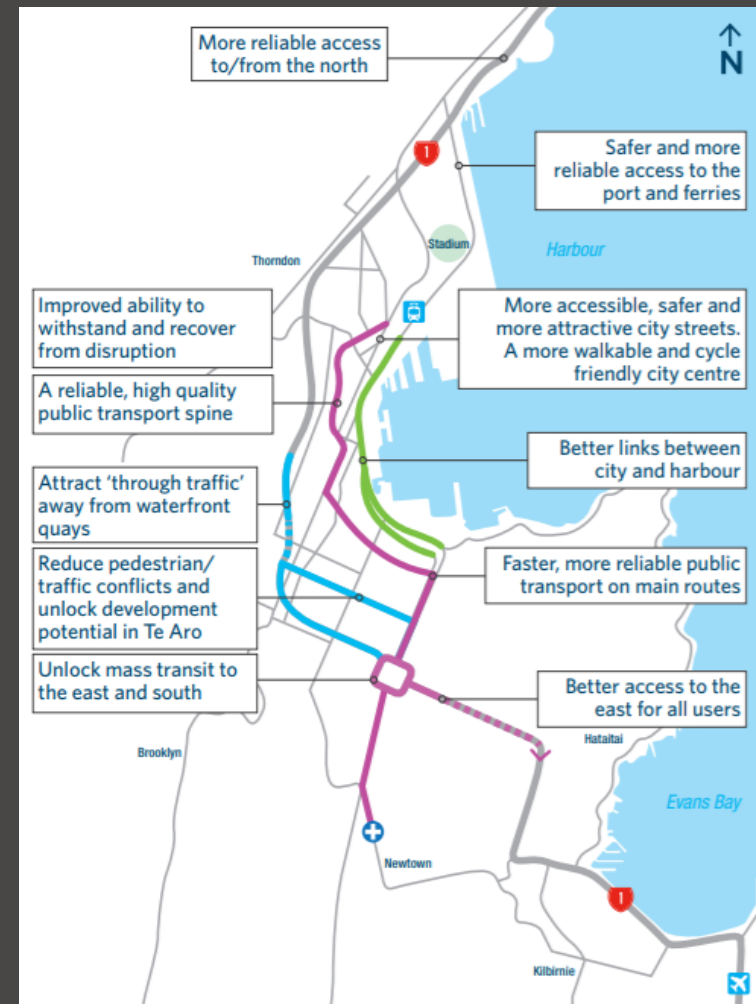 More reliable access
to/from the north
N
1
Safer and more
reliable access to the
port and ferries
Stadium
Harbour
Thorndon
Improved ability to
withstand and recover
from disruption
More accessible, safer and
more attractive city streets.
A more walkable and cycle
friendly city centre
A reliable, high quality
public transport spine
Better links between
city and harbour
Attract ‘through traffic’
away from waterfront
quays
Reduce pedestrian/
traffic conflicts and
unlock development
potential in Te Aro
Faster, more reliable public
transport on main routes
Unlock mass transit to
the east and south
Better access to the
east for all users
Hataitai
Brooklyn
Evans Bay
Newtown
1
Kilbirnie